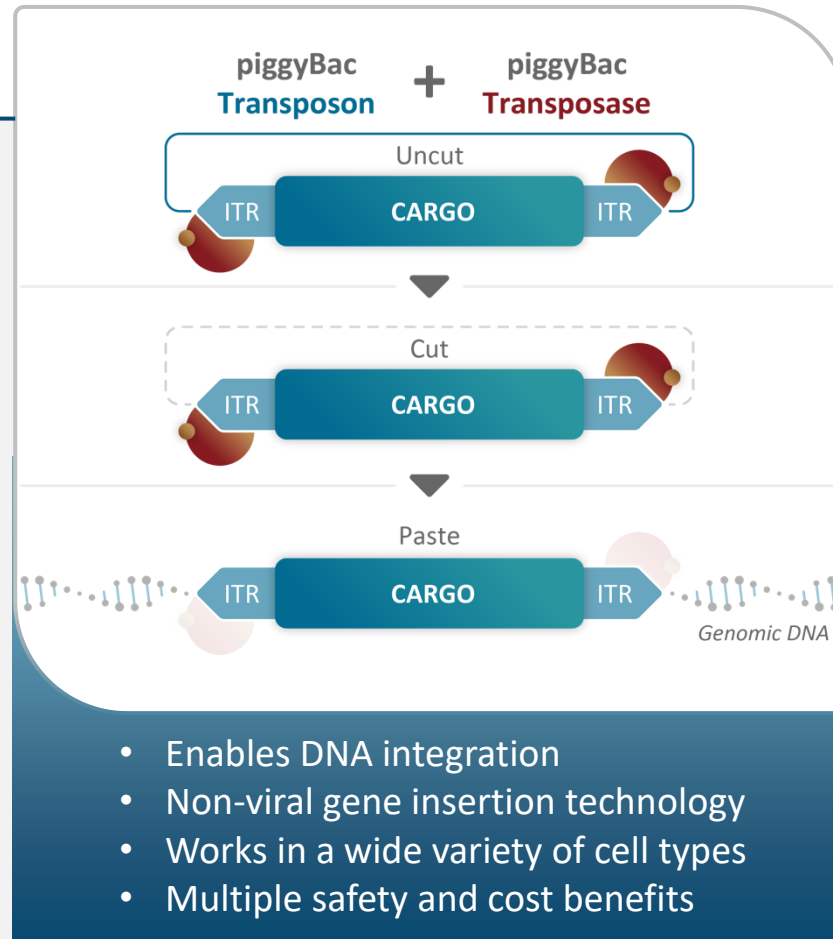 piggyBac
Transposon
+
piggyBac
Transposase
Uncut
ITR
CARGO
ITR
Cut
ITR
CARGO
ITR
Paste
ITR
CARGO
ITR
Genomic DNA
• Enables DNA integration
• Non-viral gene insertion technology
• Works in a wide variety of cell types
• Multiple safety and cost benefits